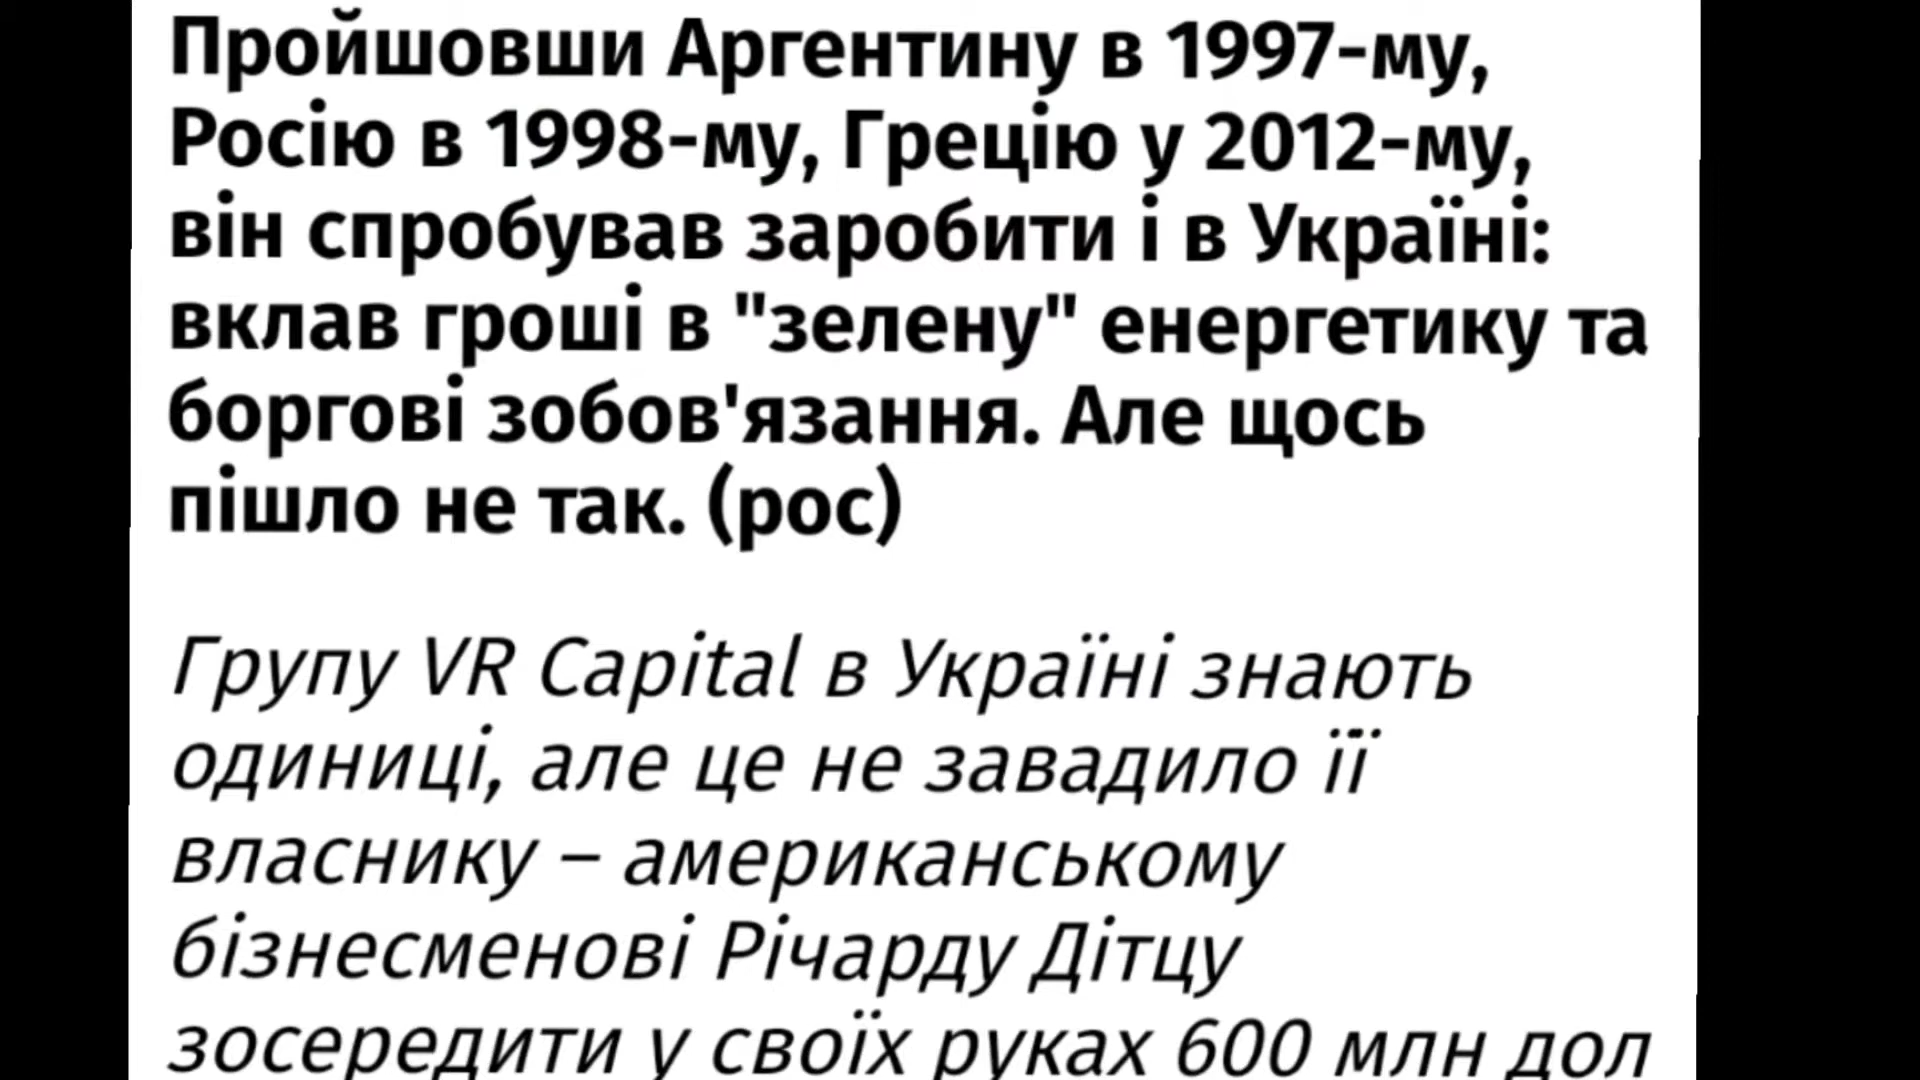 Пройшовши Аргентину в 1997-му,
Росію в 1998-му, Грецію у 2012-му,
він спробував заробити і в Україні:
вклав гроші в "зелену" енергетику та
боргові зобов'язання. Але щось
пішло не так. (рос)
Групу VR Capital в Україні знають
одиниці, але це не завадило її
власнику – американському
бізнесменові Річарду Дітцу
зосередити у своїх руках 600 млн дол